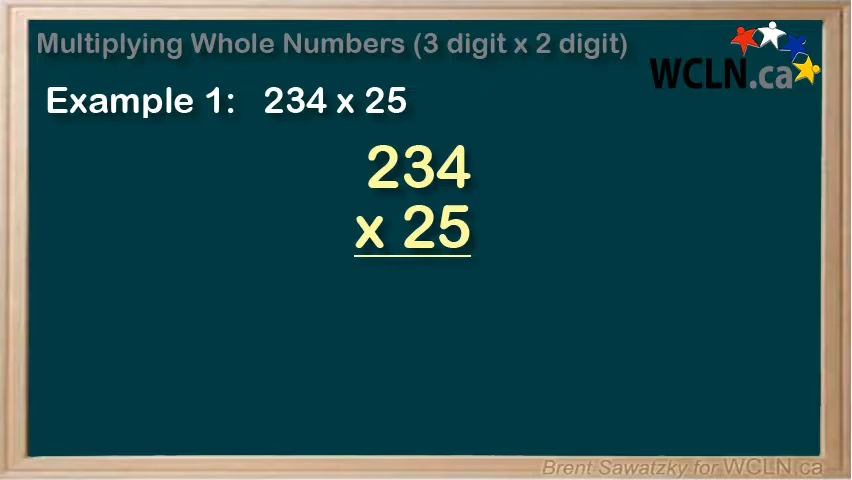 Multiplying Whole Numbers (3 digit x 2 digit)
WCLN.ca
Example 1: 234 x 25
234
x 25
Brent Sawatzky for WCLN.ca